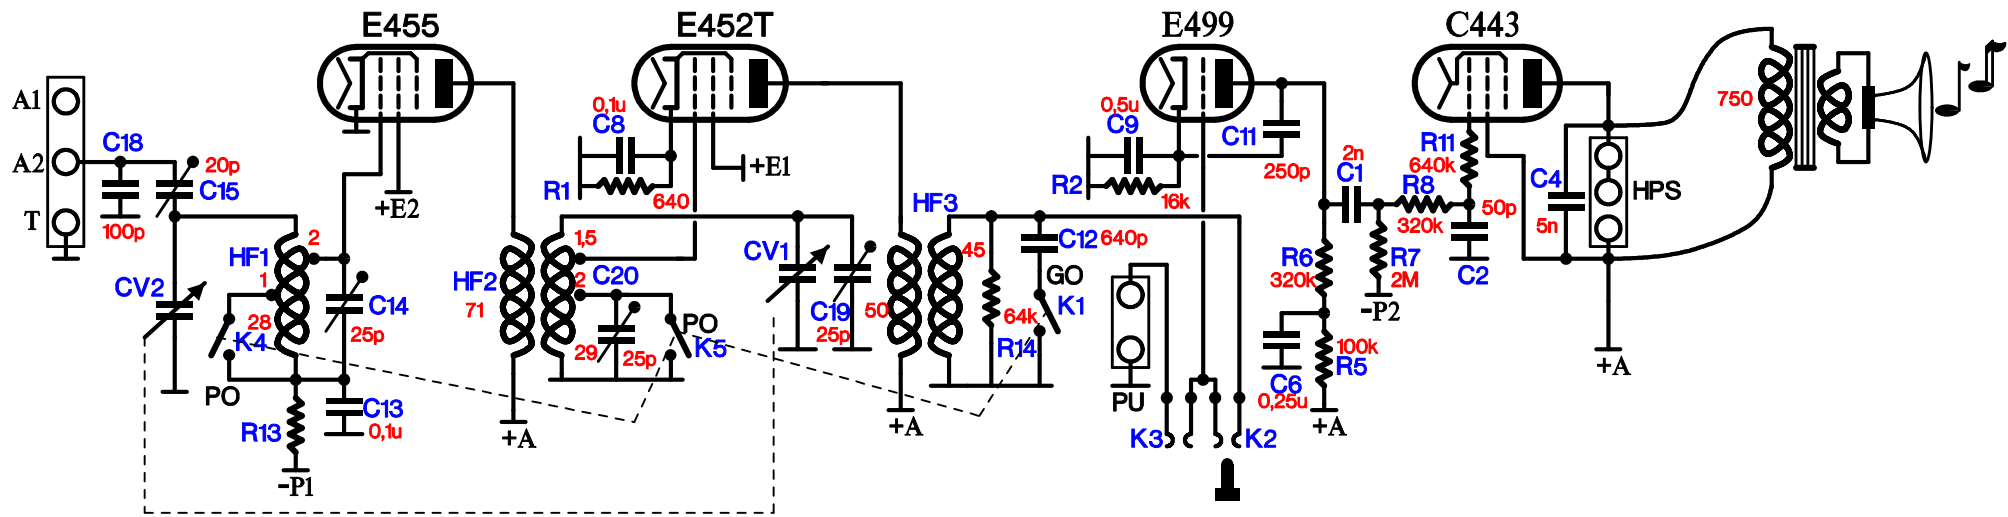 E455
E452T
E499
C443
A1
A2
T
C18
100p
20p
C15
CV2
HF1
2
1
28
K4
PO
C14
25p
C13
0,1u
R13
-P1
+E2
0,1u
C8
R1
640
+E1
HF2
71
+A
1,5
C20
2
29
25p
PO
K5
CV1
C19
25p
HF3
50
+A
45
C12
640p
GO
K1
64k
R14
0,5u
C9
R2
16k
C11
250p
PU
K3
K2
2n
C1
R6
320k
C6
0,25u
100k
R5
+A
R8
320k
R7
2M
-P2
R11
640k
50p
C2
C4
5n
HPS
+A
750